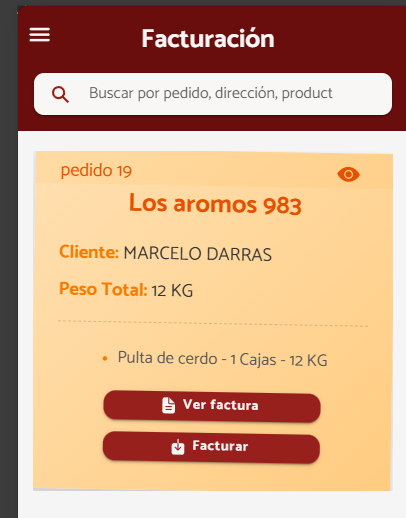 Facturación
Buscar por pedido, dirección, product
pedido 19
Los aromos 983
Cliente: MARCELO DARRAS
Peso Total: 12 KG
• Pulta de cerdo - 1 Cajas - 12 KG
Ver factura
Facturar